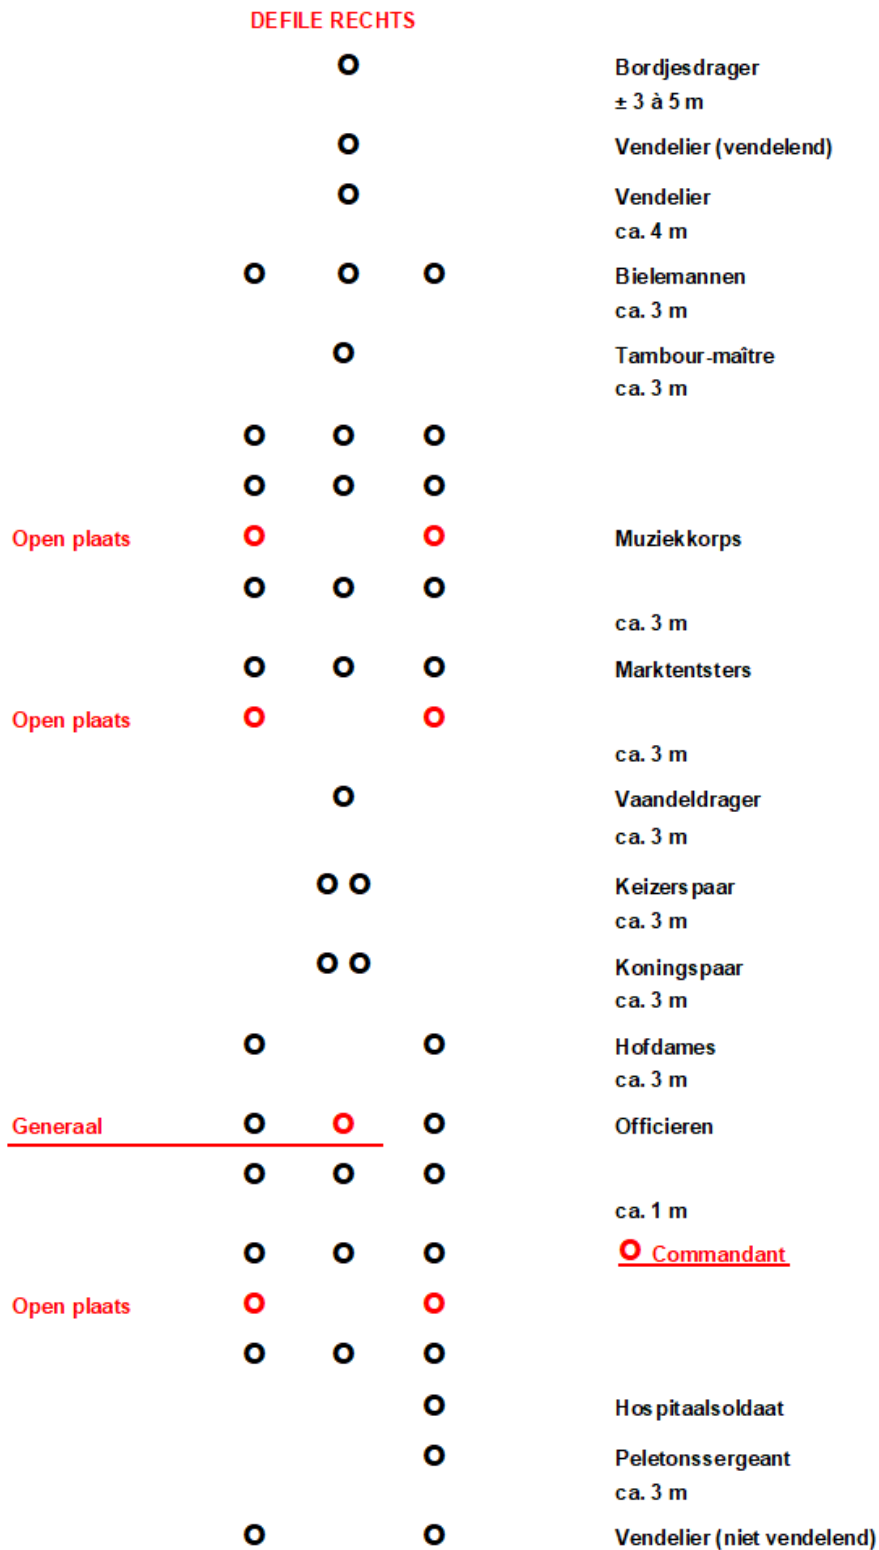 DEFILE RECHTS
Bordjesdrager
± 3 à 5 m
Vendelier (vendelend)
Vendelier
ca. 4 m
Bielemannen
ca. 3 m
Tambour-maître
ca. 3 m
Open plaats Muziekkorps
ca. 3 m
Marktentsters
Open plaats
ca. 3 m
Vaandeldrager
ca. 3 m
Keizerspaar
ca. 3 m
Koningspaar
ca. 3 m
Hofdames
ca. 3 m
Generaal Officieren
ca. 1 m
Commandant
Open plaats
Hospitaalsoldaat
Peletonssergeant
ca. 3 m
Vendelier (niet vendelend)